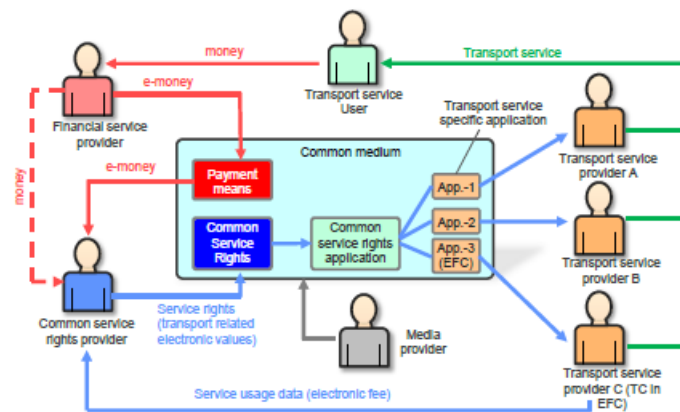 money
Transport service
e-money
Transport service
User
Financial service
provider
Transport service
specific application
Common medium
money
e-money
Payment
means
App.-1
Transport service
provider A
Common
Service
Rights
Common
service rights
application
App.-2
App.-3
(EFC)
Transport service
provider B
Common service
rights provider
Service rights
(transport related
electronic values)
Media
provider
Transport service
provider C (TC in
EFC)
Service usage data (electronic fee)